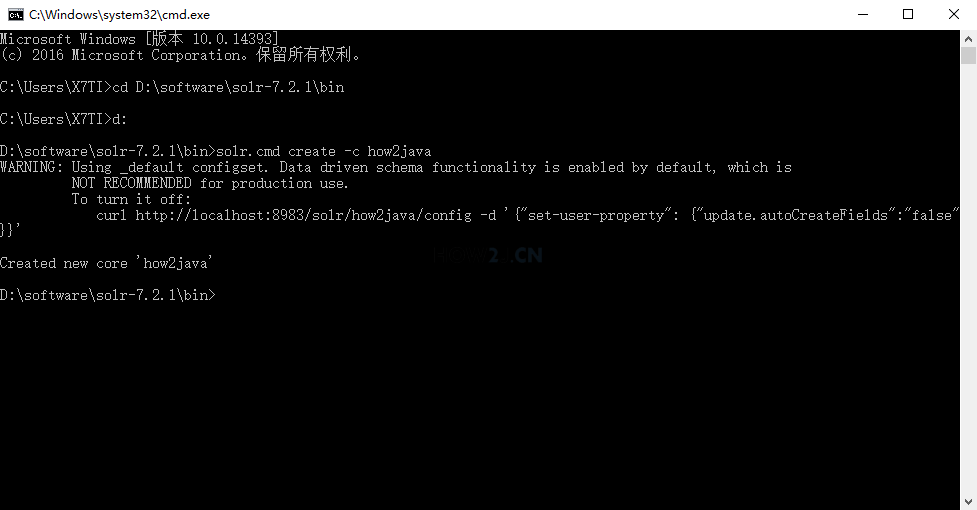 C:\Windows\system32\cmd.exe
Microsoft Windows [版本 10.0.14393]
(c) 2016 Microsoft Corporation。保留所有权利。
C:\Users\X7TI>cd D:\software\solr-7.2.1\bin
C:\Users\X7TI>d:
D:\software\solr-7.2.1\bin>solr.cmd create -c how2java
WARNING: Using _default configset. Data driven schema functionality is enabled by default, which is
NOT RECOMMENDED for production use.
To turn it off:
curl http://localhost:8983/solr/how2java/config -d '{"set-user-property": {"update.autoCreateFields":"false"
}}'
Created new core 'how2java'
D:\software\solr-7.2.1\bin>